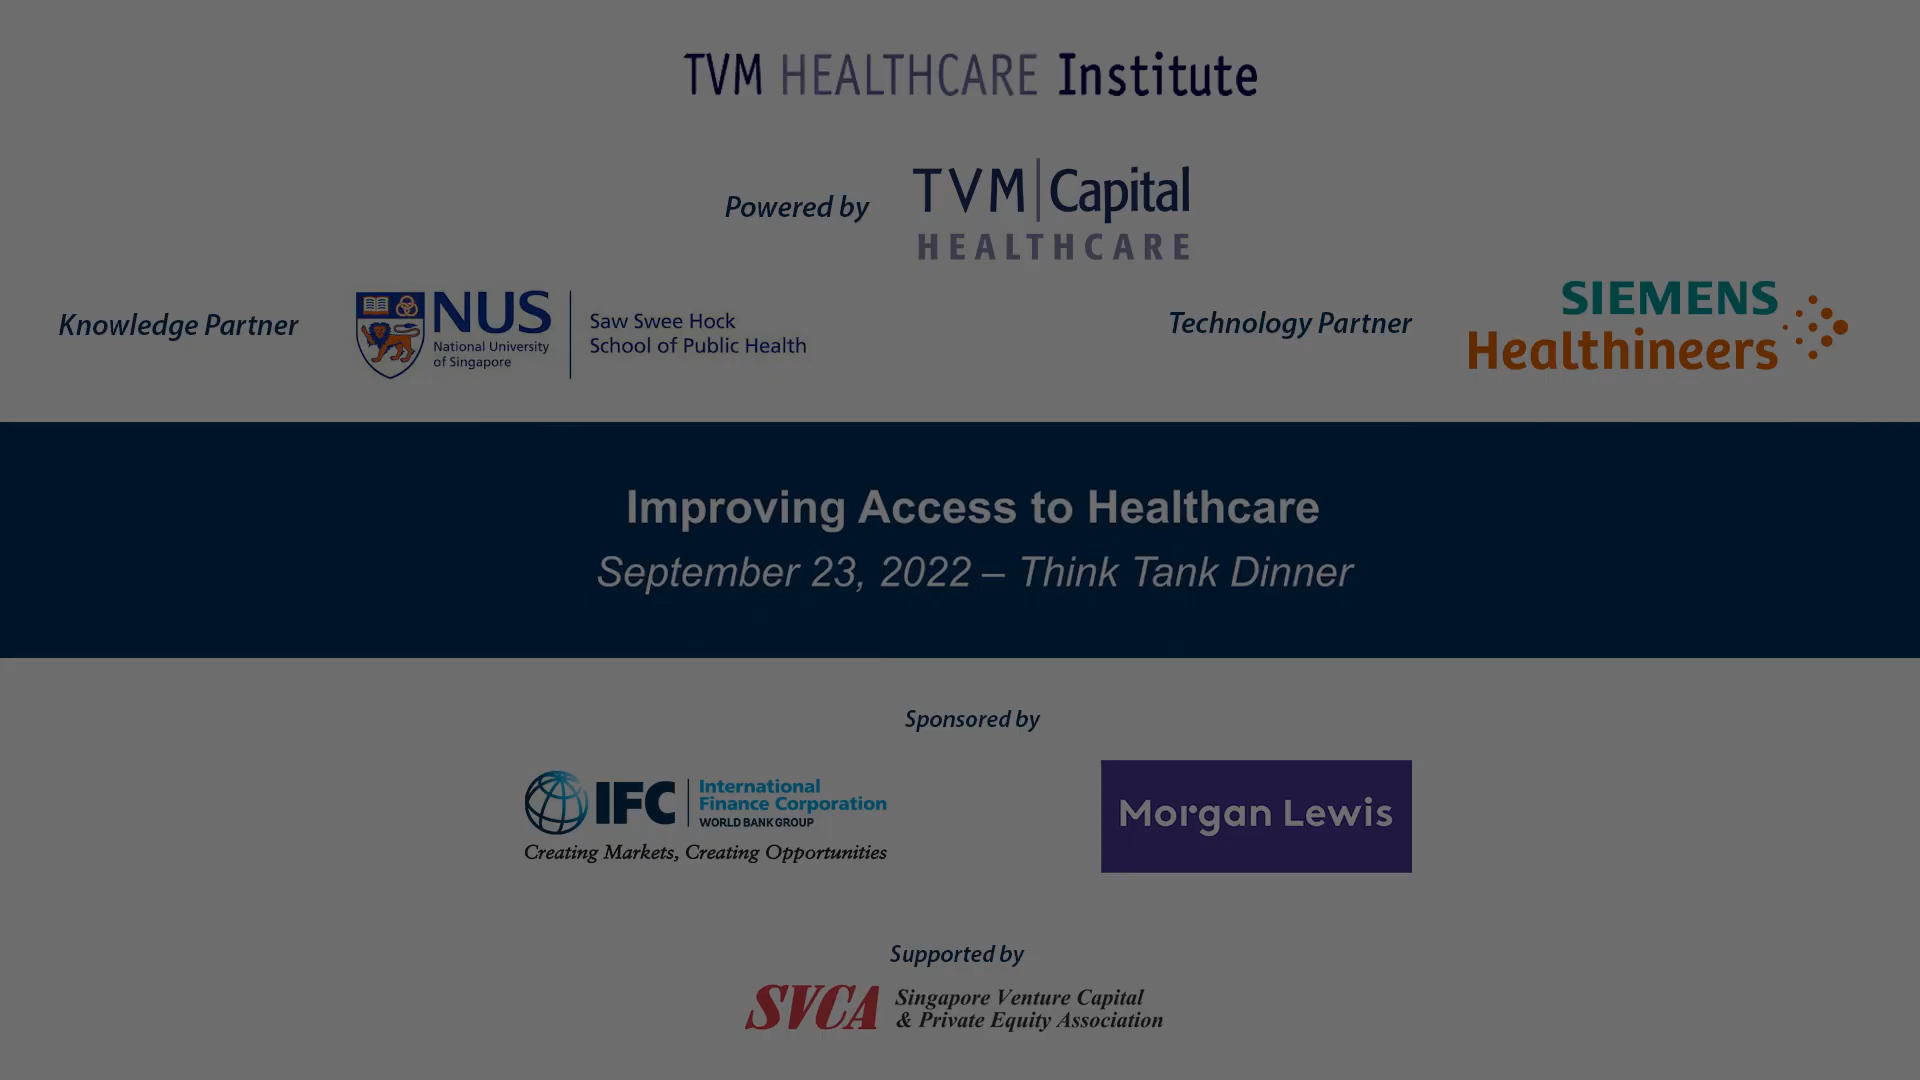 TVM HEALTHCARE Institute
Powered by
TVM Capital
HEALTHCARE
Knowledge Partner
NUS
National University
of Singapore
Saw Swee Hock
School of Public Health
Technology Partner
SIEMENS
Healthineers
Improving Access to Healthcare
September 23, 2022 – Think Tank Dinner
Sponsored by
IFC
International
Finance Corporation
WORLD BANK GROUP
Creating Markets, Creating Opportunities
Morgan Lewis
Supported by
SVCA
Singapore Venture Capital
& Private Equity Association